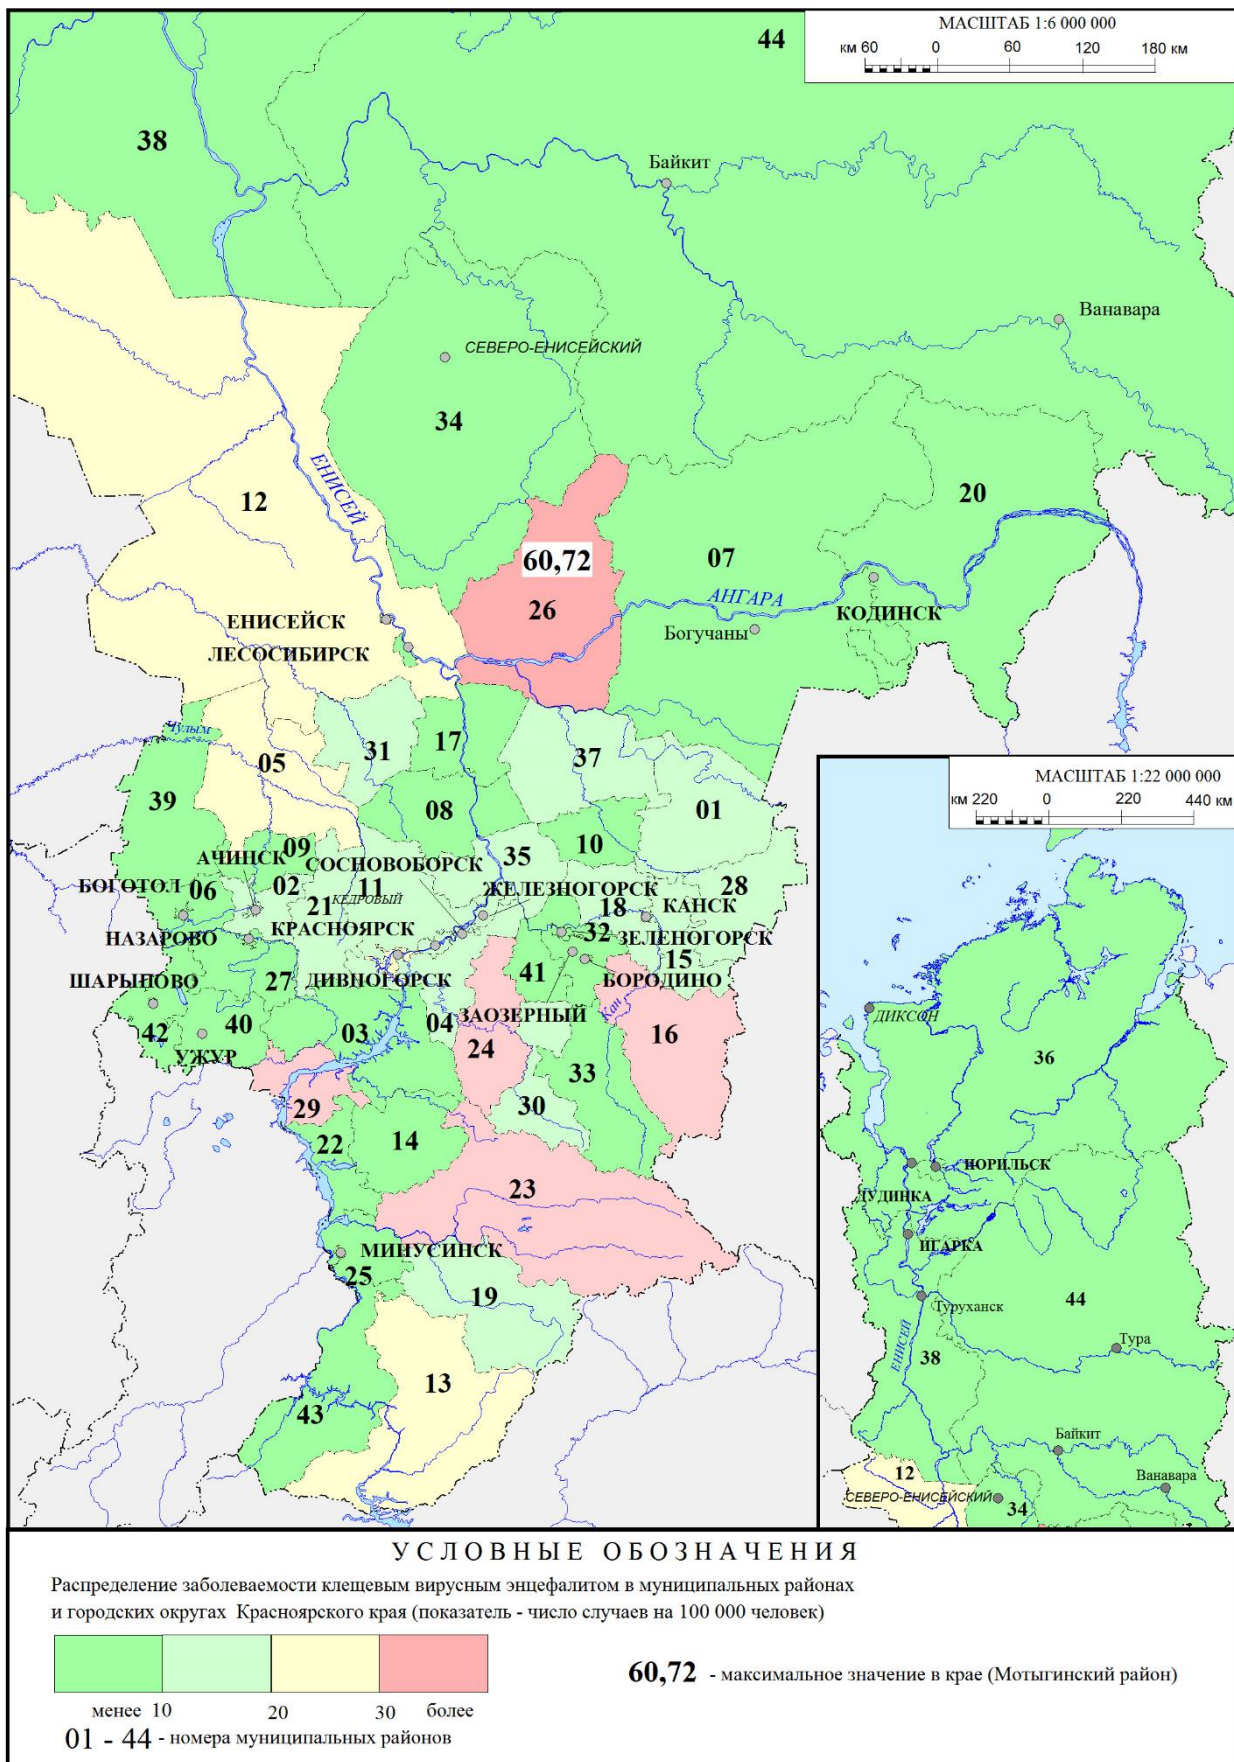 МАСШТАБ 1:6 000 000
км 60 0 60 120 180 км
44
38
Байкит
Ванавара
СЕВЕРО-ЕНИСЕЙСКИЙ
34
ЕНИСЕЙ
12
20
60,72
07
26
АНГАРА
КОДИНСК
ЕНИСЕЙСК
Богучаны
ЛЕСОСИБИРСК
Чулым
17
31
37
05
39
08
01
10
09
35
АЧИНСК
СОСНОВОБОРСК
БОГОТОЛ
06
02
11
ЖЕЛЕЗНОГОРСК
28
21
КЕДРОВЫЙ
18
КАНСК
НАЗАРОВО
КРАСНОЯРСК
32
ЗЕЛЕНОГОРСК
15
ШАРЫПОВО
27
ДИВНОГОРСК
41
БОРОДИНО
42
40
03
04
ЗАОЗЕРНЫЙ
Кан
16
УЖУР
24
33
29
30
22
14
23
МИНУСИНСК
25
19
13
43
МАСШТАБ 1:22 000 000
км 220 0 220 440 км
ДИКСОН
36
НОРИЛЬСК
ДУДИНКА
ИГАРКА
Туруханск
44
Тура
ЕНИСЕЙ
38
Байкит
12
Ванавара
СЕВЕРО-ЕНИСЕЙСКИЙ
34
УСЛОВНЫЕ ОБОЗНАЧЕНИЯ
Распределение заболеваемости клещевым вирусным энцефалитом в муниципальных районах
и городских округах Красноярского края (показатель - число случаев на 100 000 человек)
60,72 - максимальное значение в крае (Мотыгинский район)
менее 10 20 30 более
01 - 44 - номера муниципальных районов